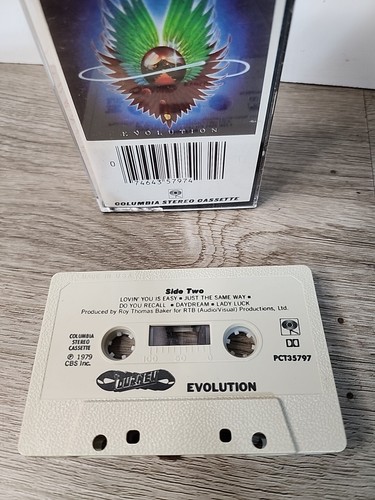 EVOLUTION
0
74643 57974
COLUMBIA STEREO CASSETTE
Side Two
LOVIN' YOU IS EASY • JUST THE SAME WAY •
DO YOU RECALL • DAYDREAM • LADY LUCK
Produced by Roy Thomas Baker for RTB (Audio/Visual) Productions, Ltd.
COLUMBIA
STEREO
CASSETTE
℗ 1979
CBS Inc.
PCT35797
JOURNEY
EVOLUTION